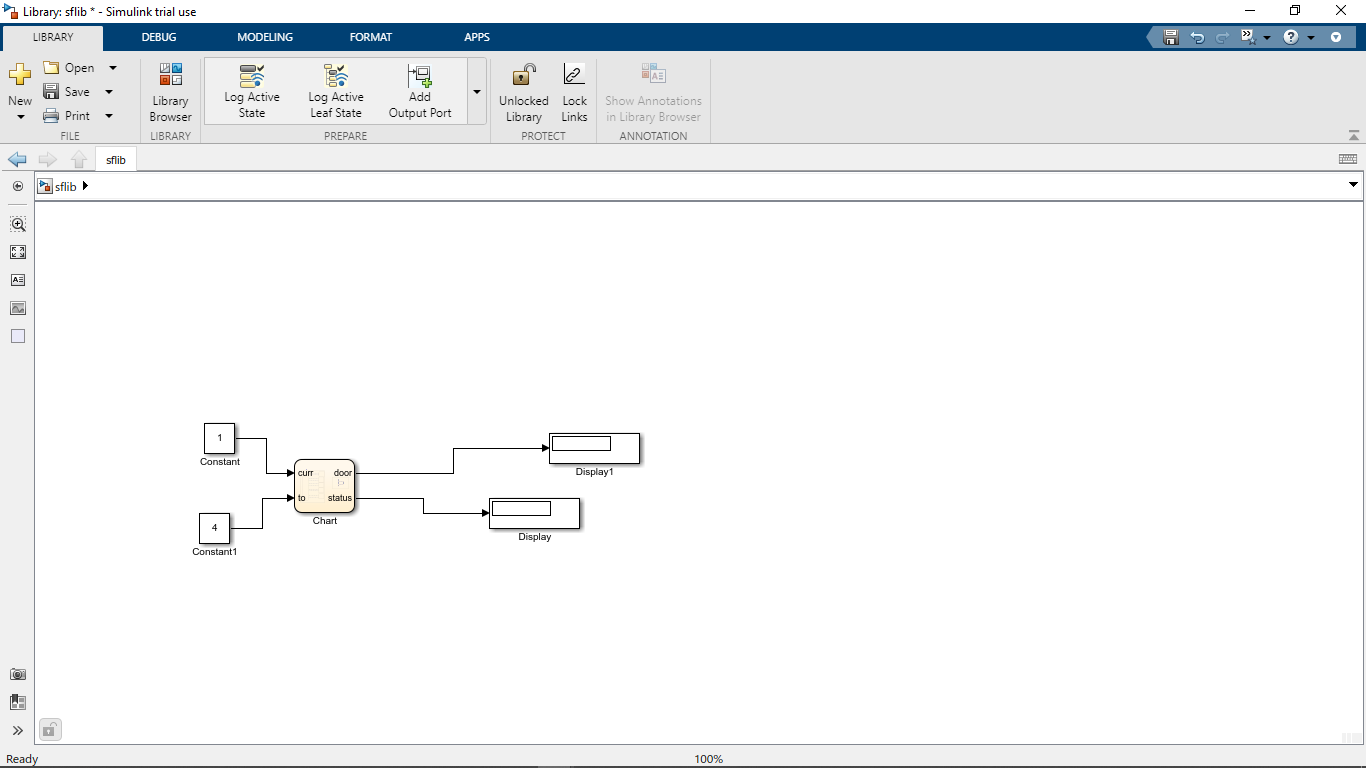 Library: sflib * - Simulink trial use
LIBRARY DEBUG MODELING FORMAT APPS
New
Open
Save
Print
FILE
Library
Browser
LIBRARY
Log Active
State
Log Active
Leaf State
Add
Output Port
PREPARE
Unlocked
Library
Lock
Links
PROTECT
Show Annotations
in Library Browser
ANNOTATION
sflib
sflib
1
Constant
4
Constant1
curr door
to status
Chart
Display1
Display
Ready 100%